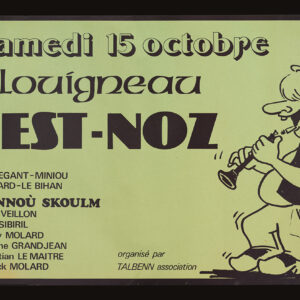 amedi 15 octobre
louigneau
EST-NOZ
EGANT-MINIOU
ARD-LE BIHAN
NNOÙ SKOULM
VEILLON
SIBIRIL
MOLARD
NE GRANDJEAN
tian LE MAITRE
k MOLARD
organisé par
TALBENN association